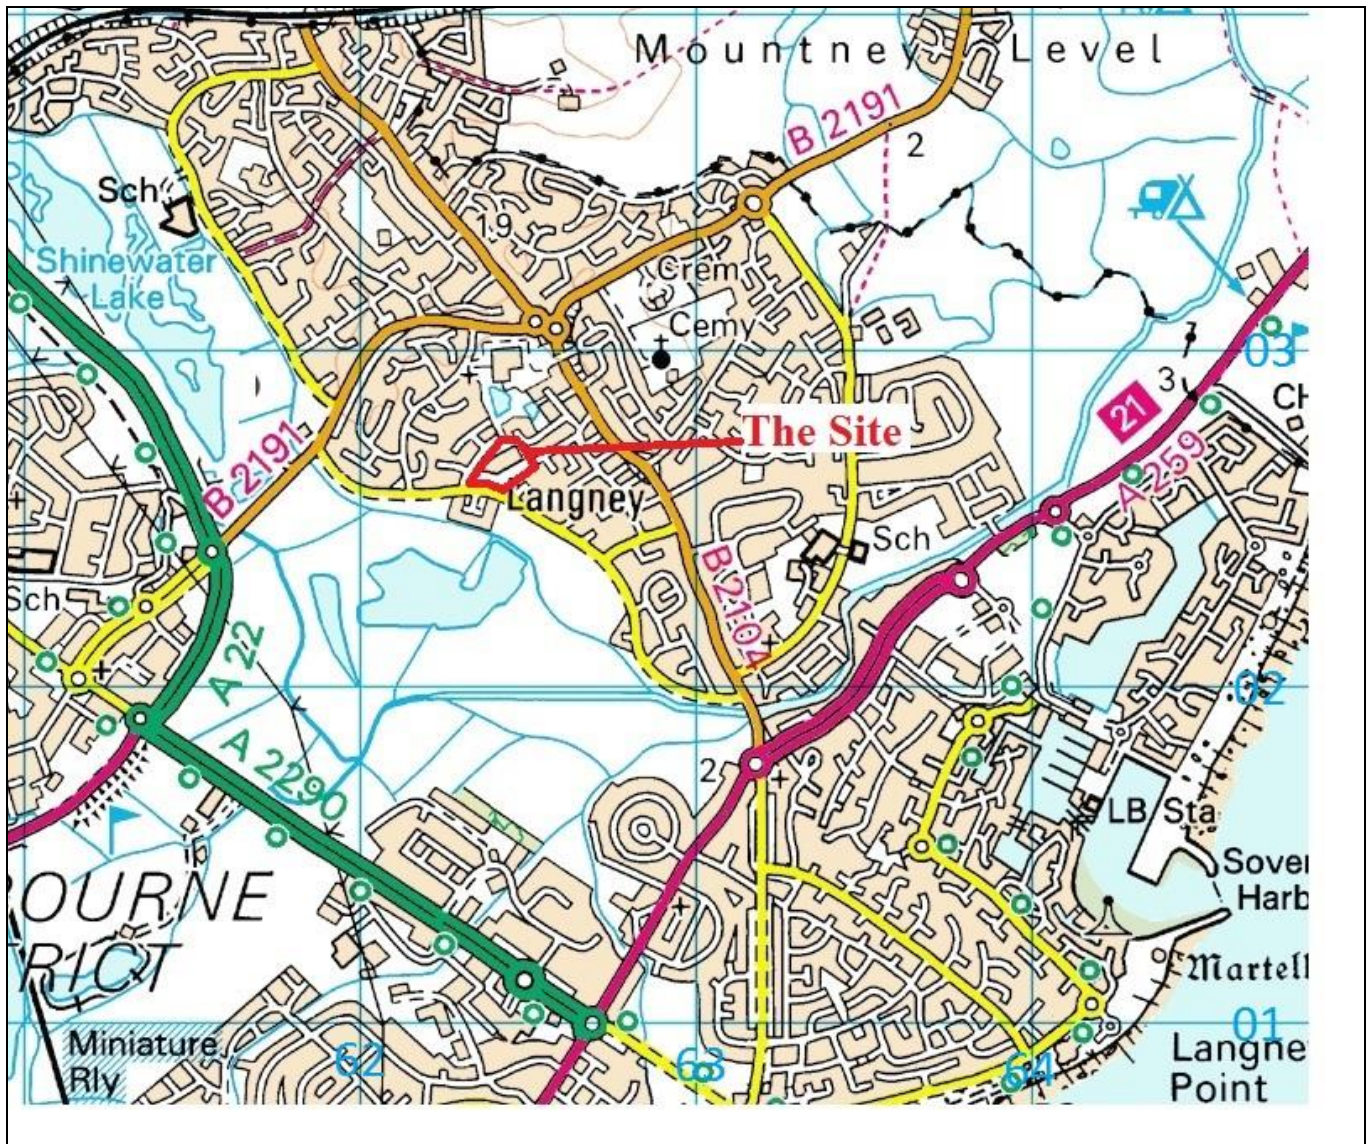 Mountney Level
B 2191
2
Sch
19
Shinewater
Lake
Crem
Cemy
03
3
21
CH
The Site
A 259
B 2191
Langney
Sch
Sch
B 2104
A 22
02
A 2290
2
LB Sta
OURNE
RICT
Sover
Harb
Martell
01
Miniature
Rly
62
63
64
Langne
Point